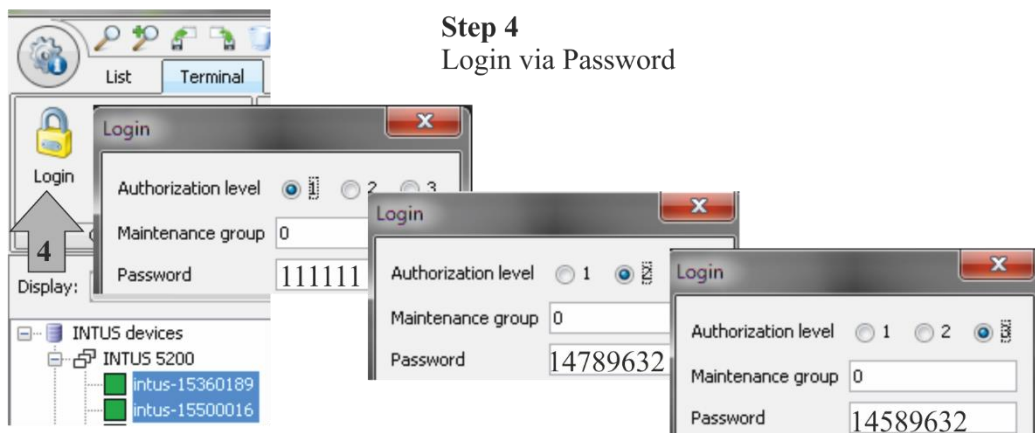 Step 4
Login via Password
List Terminal
Login
4
Display:
INTUS devices
INTUS 5200
intus-15360189
intus-15500016
Login
Authorization level 1 2 3
Maintenance group 0
Password 111111
Login
Authorization level 1 2
Maintenance group 0
Password 14789632
Login
Authorization level 1 2 3
Maintenance group 0
Password 14589632